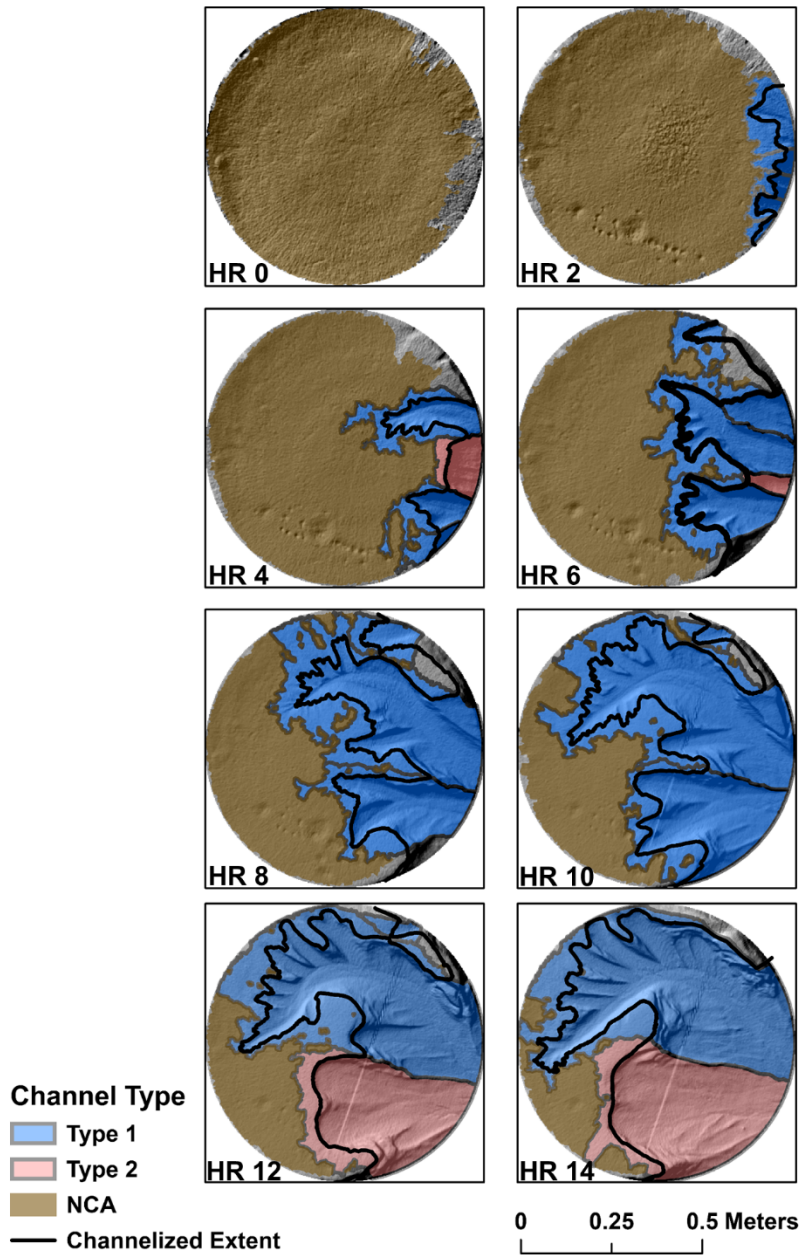 HR 0
HR 2
HR 4
HR 6
HR 8
HR 10
HR 12
HR 14
Channel Type
Type 1
Type 2
NCA
Channelized Extent
0 0.25 0.5 Meters